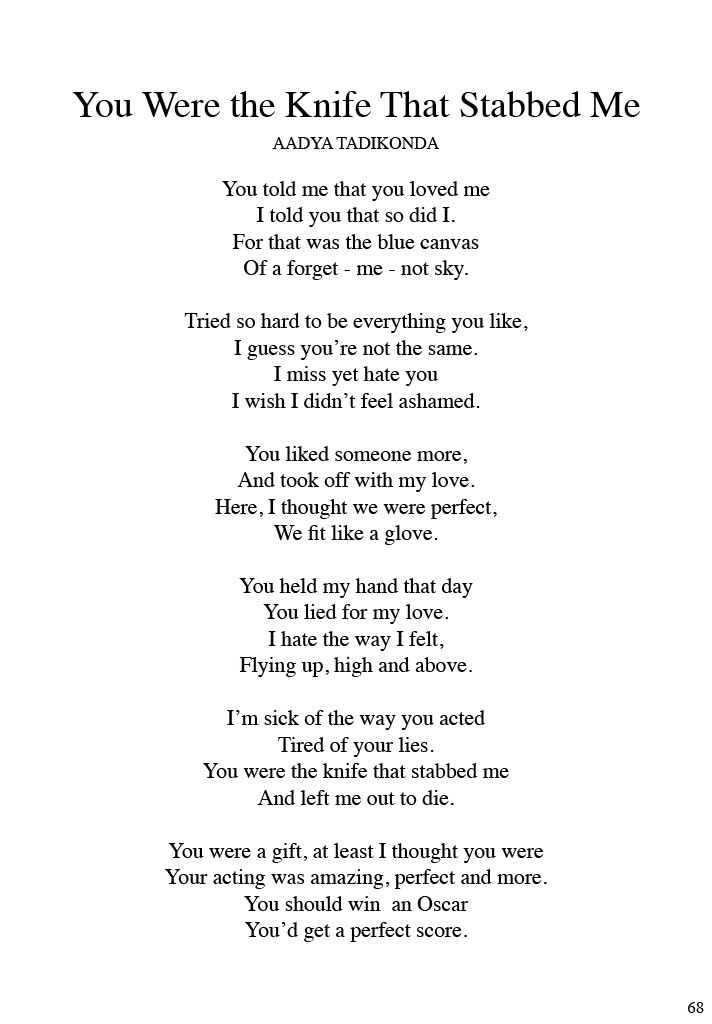 You Were the Knife That Stabbed Me
AADYA TADIKONDA
You told me that you loved me
I told you that so did I.
For that was the blue canvas
Of a forget - me - not sky.
Tried so hard to be everything you like,
I guess you’re not the same.
I miss yet hate you
I wish I didn’t feel ashamed.
You liked someone more,
And took off with my love.
Here, I thought we were perfect,
We fit like a glove.
You held my hand that day
You lied for my love.
I hate the way I felt,
Flying up, high and above.
I’m sick of the way you acted
Tired of your lies.
You were the knife that stabbed me
And left me out to die.
You were a gift, at least I thought you were
Your acting was amazing, perfect and more.
You should win  an Oscar
You’d get a perfect score.
68